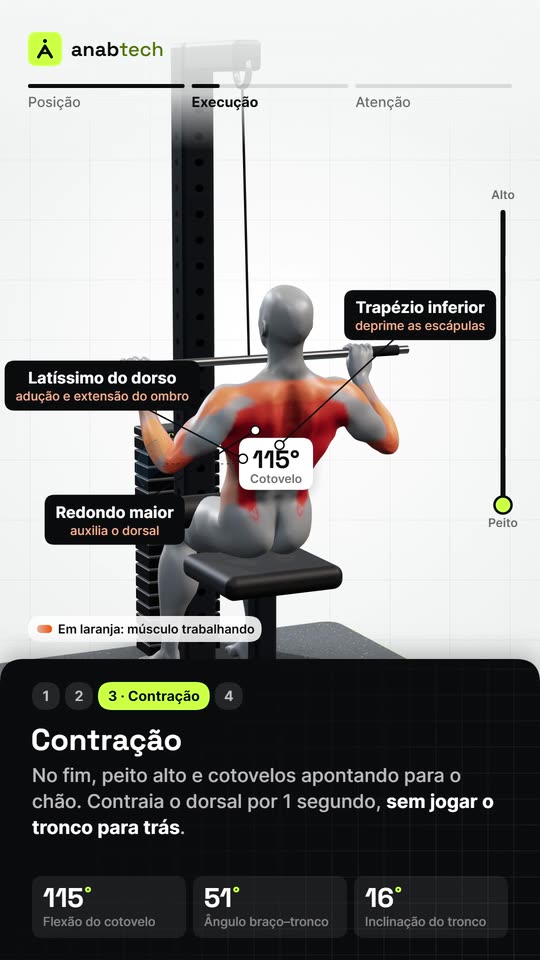 anabtech
Posição
Execução
Atenção
Alto
Trapézio inferior
deprime as escápulas
Latíssimo do dorso
adução e extensão do ombro
115°
Cotovelo
Redondo maior
auxilia o dorsal
Peito
Em laranja: músculo trabalhando
1
2
3 · Contração
4
Contração
No fim, peito alto e cotovelos apontando para o
chão. Contraia o dorsal por 1 segundo, sem jogar o
tronco para trás.
115°
Flexão do cotovelo
51°
Ângulo braço–tronco
16°
Inclinação do tronco